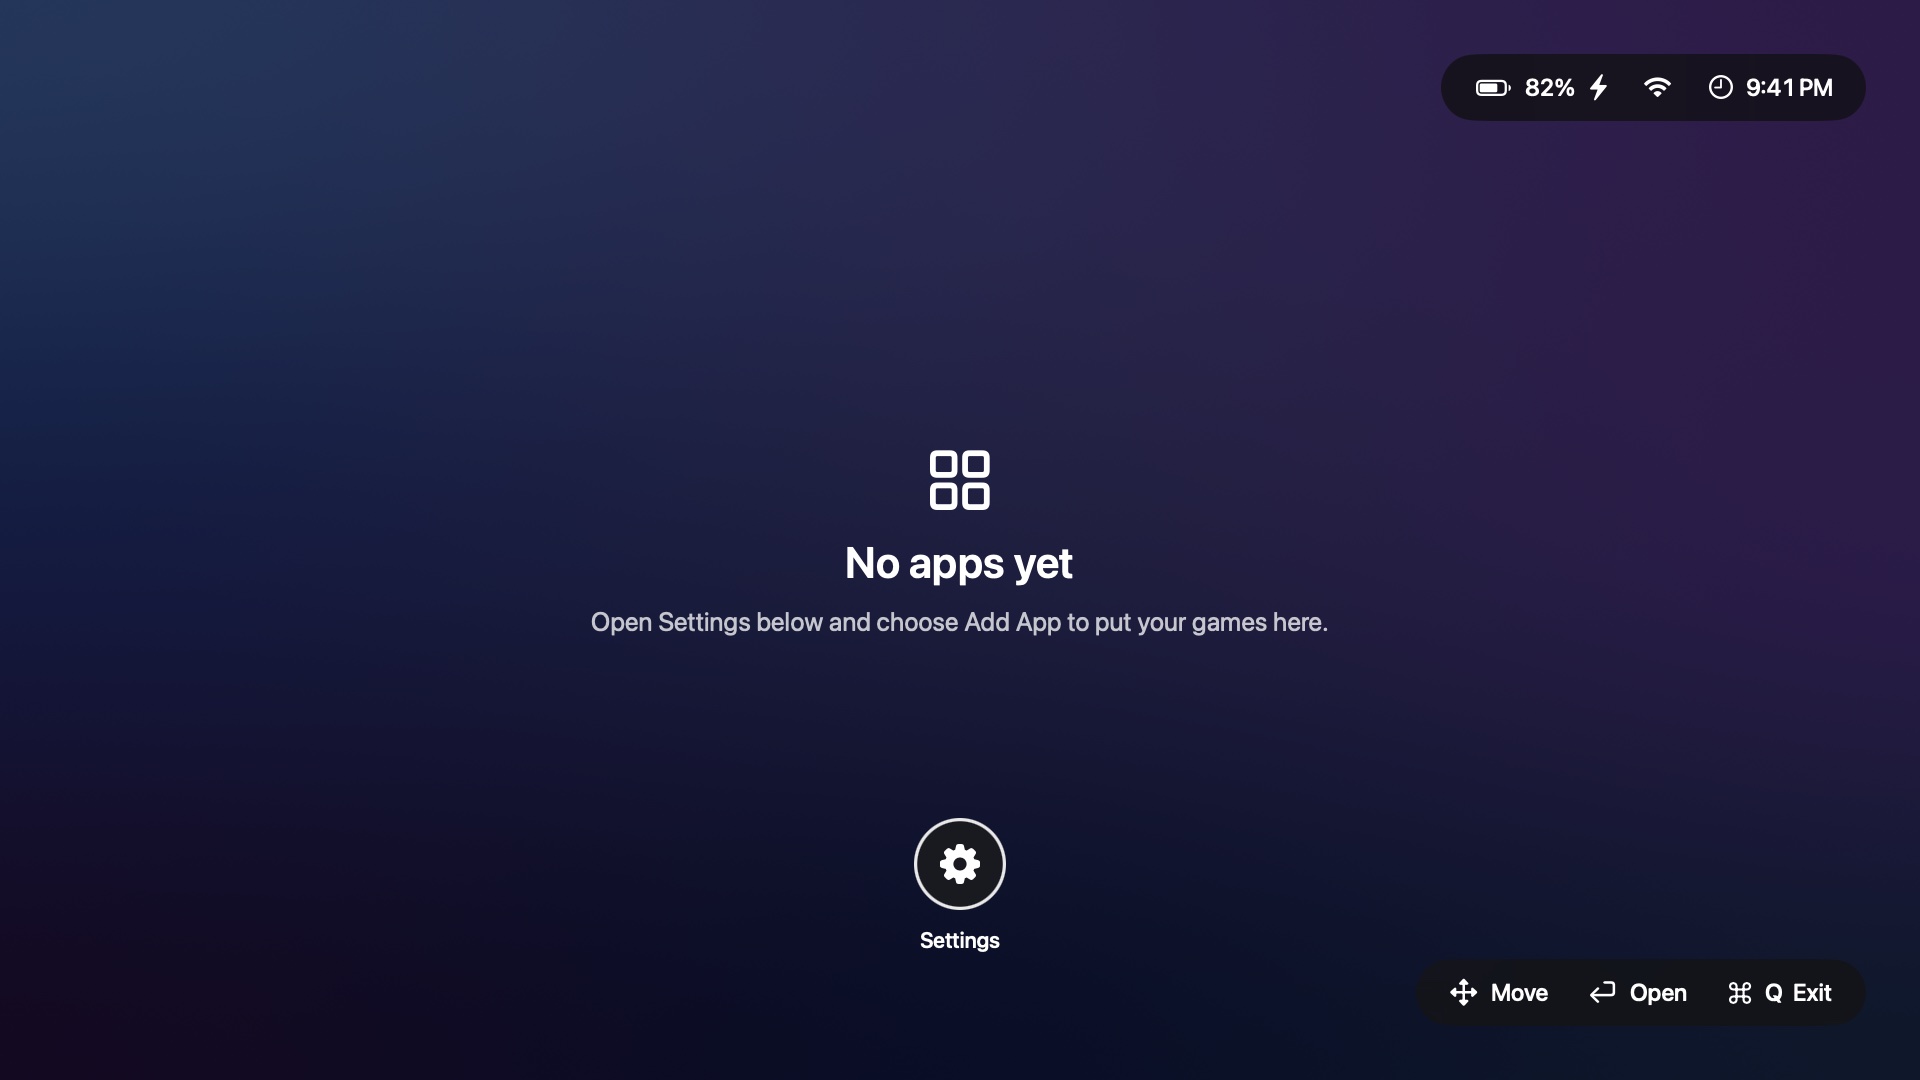 82% 9:41 PM
No apps yet
Open Settings below and choose Add App to put your games here.
Settings
Move Open ⌘ Q Exit